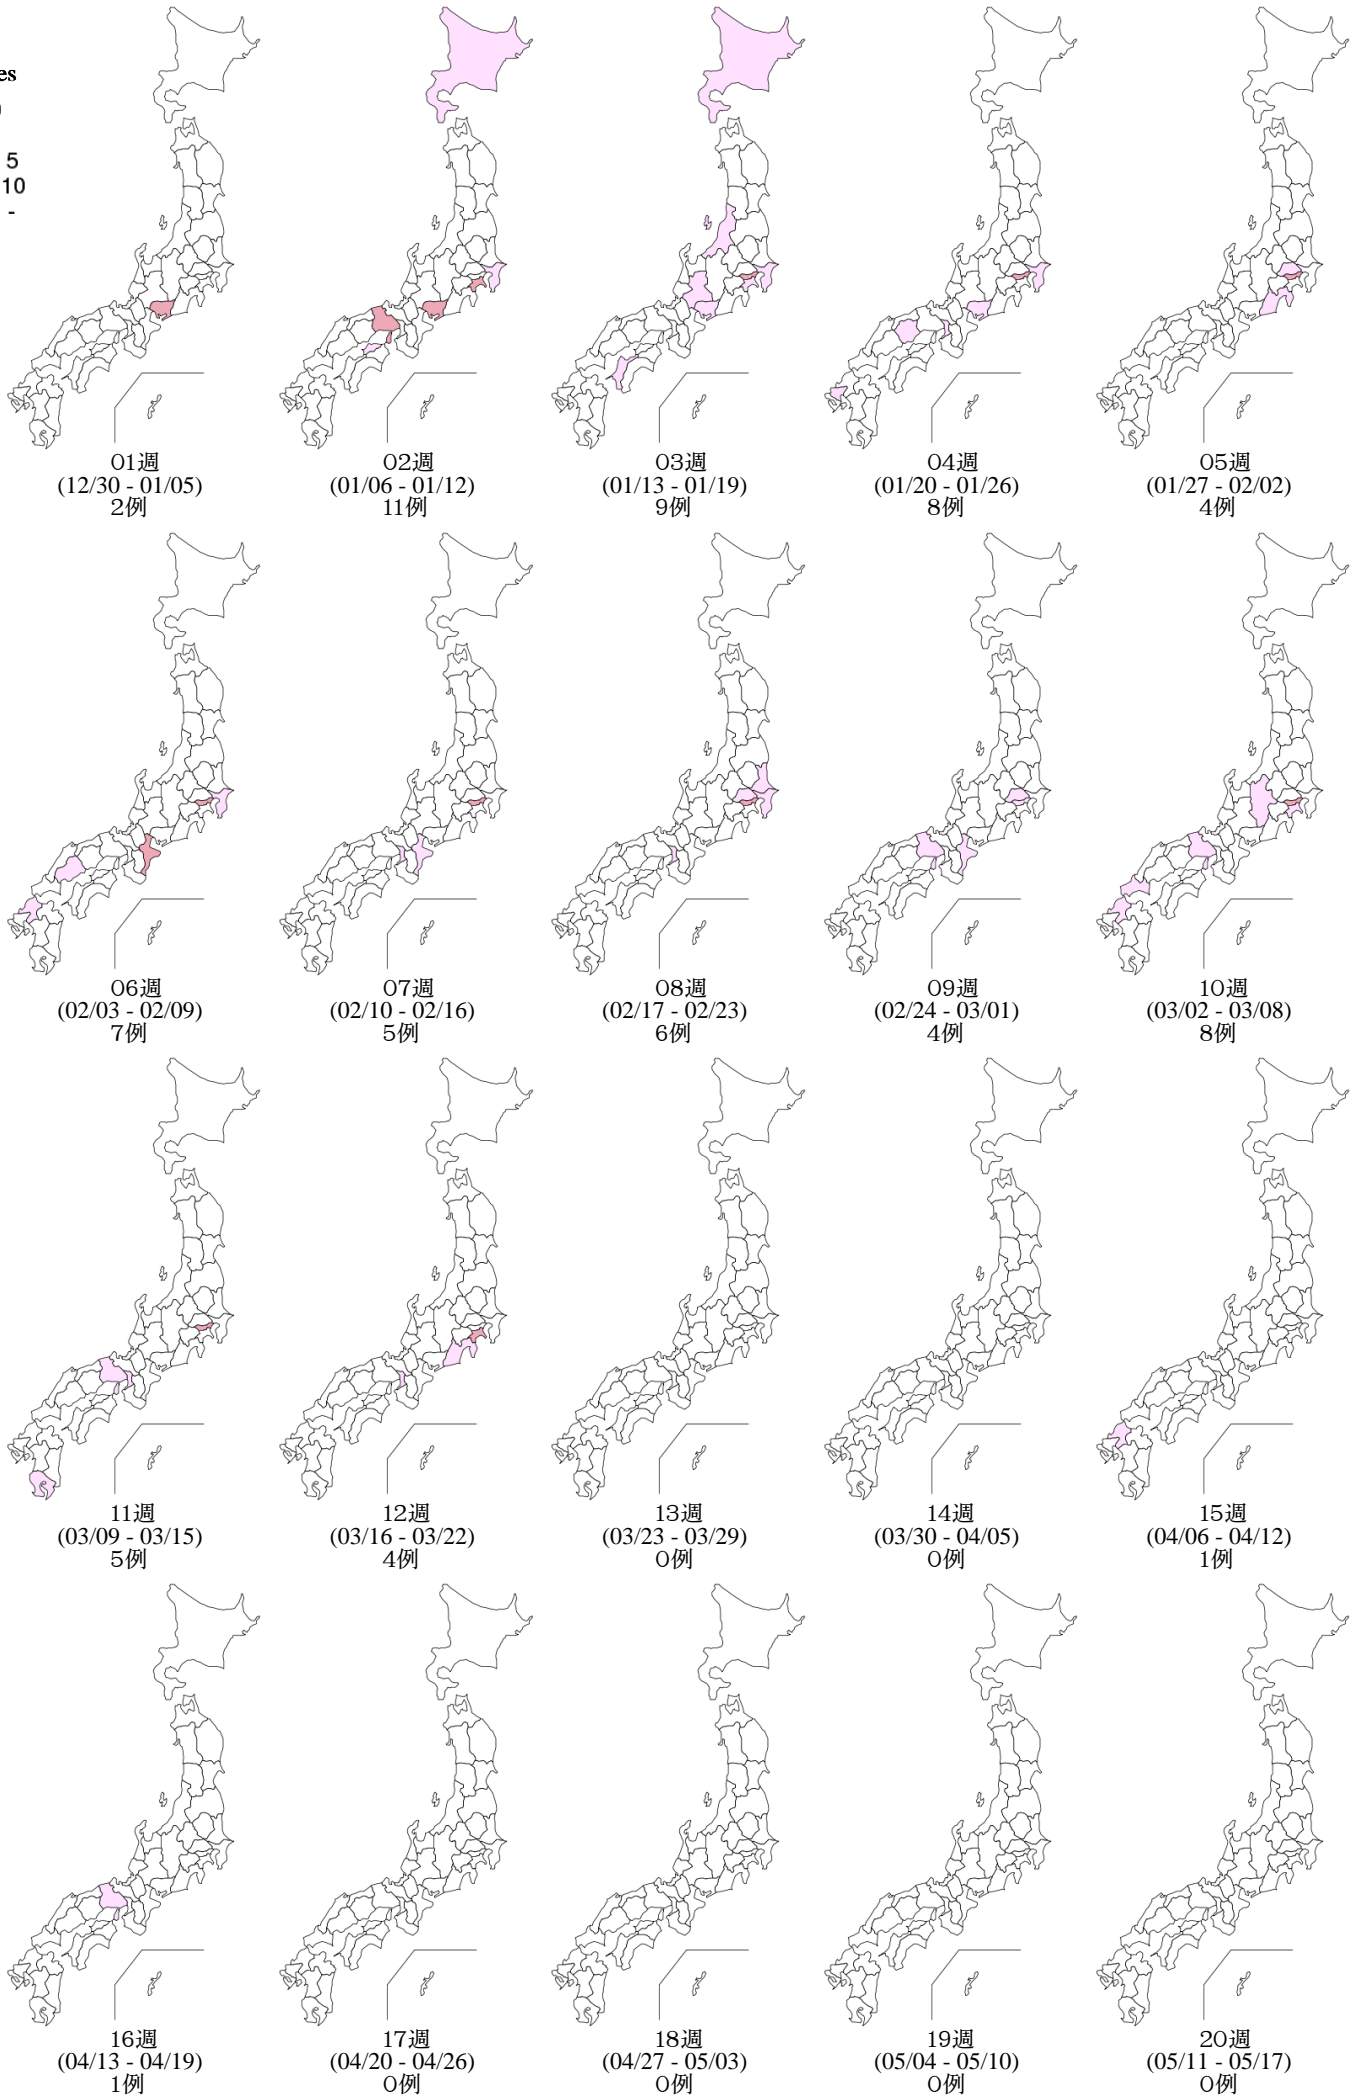 es
5
10
-
01週
(12/30 - 01/05)
2例
02週
(01/06 - 01/12)
11例
03週
(01/13 - 01/19)
9例
04週
(01/20 - 01/26)
8例
05週
(01/27 - 02/02)
4例
06週
(02/03 - 02/09)
7例
07週
(02/10 - 02/16)
5例
08週
(02/17 - 02/23)
6例
09週
(02/24 - 03/01)
4例
10週
(03/02 - 03/08)
8例
11週
(03/09 - 03/15)
5例
12週
(03/16 - 03/22)
4例
13週
(03/23 - 03/29)
0例
14週
(03/30 - 04/05)
0例
15週
(04/06 - 04/12)
1例
16週
(04/13 - 04/19)
1例
17週
(04/20 - 04/26)
0例
18週
(04/27 - 05/03)
0例
19週
(05/04 - 05/10)
0例
20週
(05/11 - 05/17)
0例